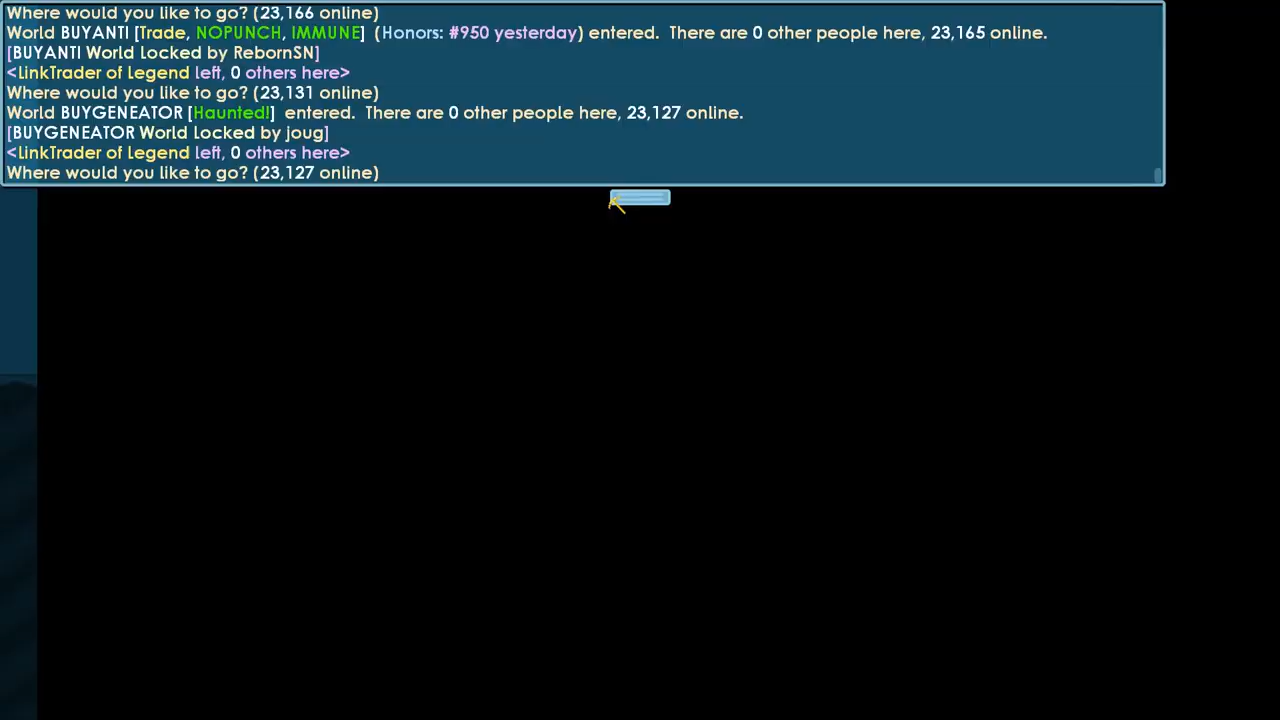 Where would you like to go? (23,166 online)
World BUYANTI [Trade, NOPUNCH, IMMUNE] (Honors: #950 yesterday) entered. There are 0 other people here, 23,165 online.
[BUYANTI World Locked by RebornSN]
<LinkTrader of Legend left, 0 others here>
Where would you like to go? (23,131 online)
World BUYGENEATOR [Haunted!] entered. There are 0 other people here, 23,127 online.
[BUYGENEATOR World Locked by joug]
<LinkTrader of Legend left, 0 others here>
Where would you like to go? (23,127 online)